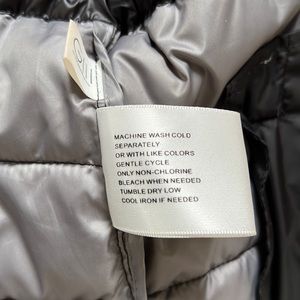 MACHINE WASH COLD
SEPARATELY
OR WITH LIKE COLORS
GENTLE CYCLE
ONLY NON-CHLORINE
BLEACH WHEN NEEDED
TUMBLE DRY LOW
COOL IRON IF NEEDED